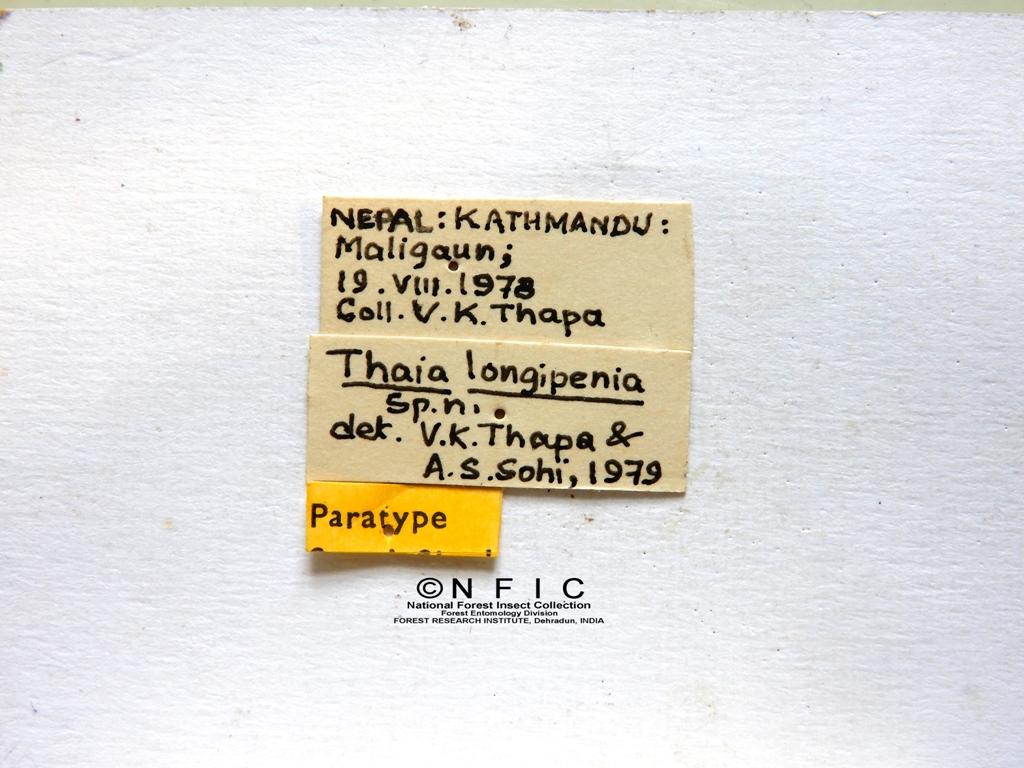 NEPAL: KATHMANDU:
Maligaun;
19.VIII.1978
Coll. V.K.Thapa
Thaia longipenia
Sp.n.
det. V.K.Thapa &
A.S.Sohi, 1979
Paratype
© N F I C
National Forest Insect Collection
Forest Entomology Division
FOREST RESEARCH INSTITUTE, Dehradun, INDIA